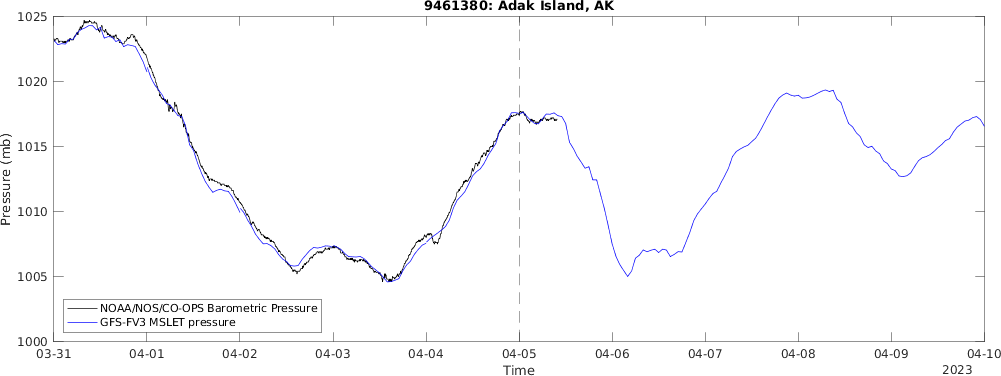 9461380: Adak Island, AK
1025
1020
1015
1010
1005
1000
Pressure (mb)
NOAA/NOS/CO-OPS Barometric Pressure
GFS-FV3 MSLET pressure
03-31 04-01 04-02 04-03 04-04 04-05 04-06 04-07 04-08 04-09 04-10
Time
2023